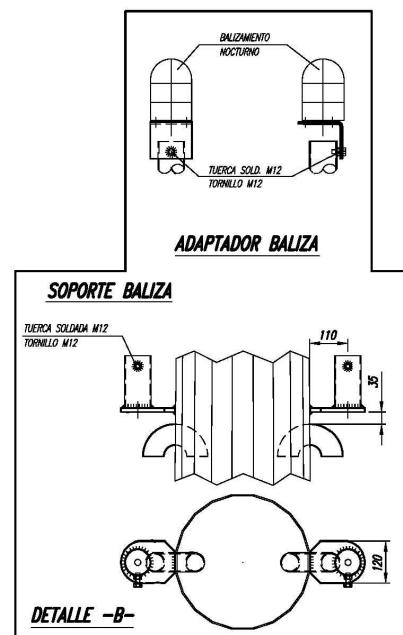 BALIZAMIENTO
NOCTURNO
TUERCA SOLD. M12
TORNILLO M12
ADAPTADOR BALIZA
SOPORTE BALIZA
TUERCA SOLDADA M12
TORNILLO M12
110
35
120
DETALLE -B-